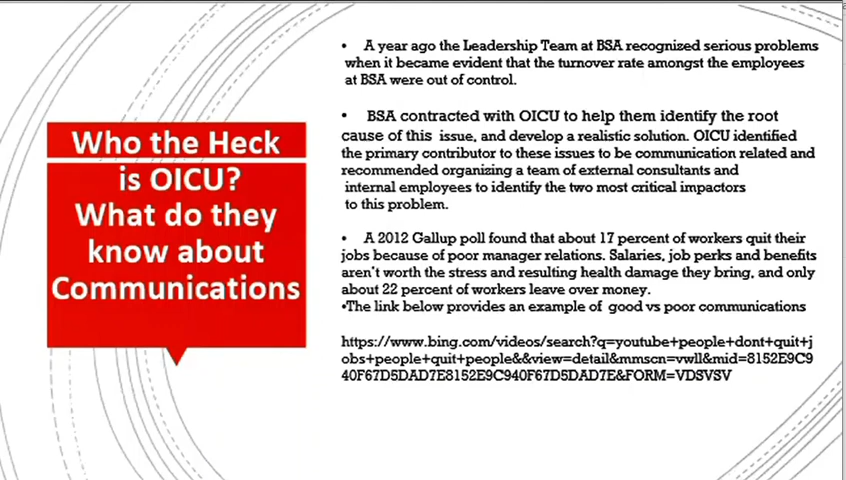 Who the Heck
is OICU?
What do they
know about
Communications
• A year ago the Leadership Team at BSA recognized serious problems
when it became evident that the turnover rate amongst the employees
at BSA were out of control.
• BSA contracted with OICU to help them identify the root
cause of this issue, and develop a realistic solution. OICU identified
the primary contributor to these issues to be communication related and
recommended organizing a team of external consultants and
internal employees to identify the two most critical impactors
to this problem.
• A 2012 Gallup poll found that about 17 percent of workers quit their
jobs because of poor manager relations. Salaries, job perks and benefits
aren't worth the stress and resulting health damage they bring, and only
about 22 percent of workers leave over money.
•The link below provides an example of good vs poor communications
https://www.bing.com/videos/search?q=youtube+people+dont+quit+j
obs+people+quit+people&&view=detail&mmscn=vwll&mid=8152E9C9
40F67D5DAD7E8152E9C940F67D5DAD7E&FORM=VDSVSV